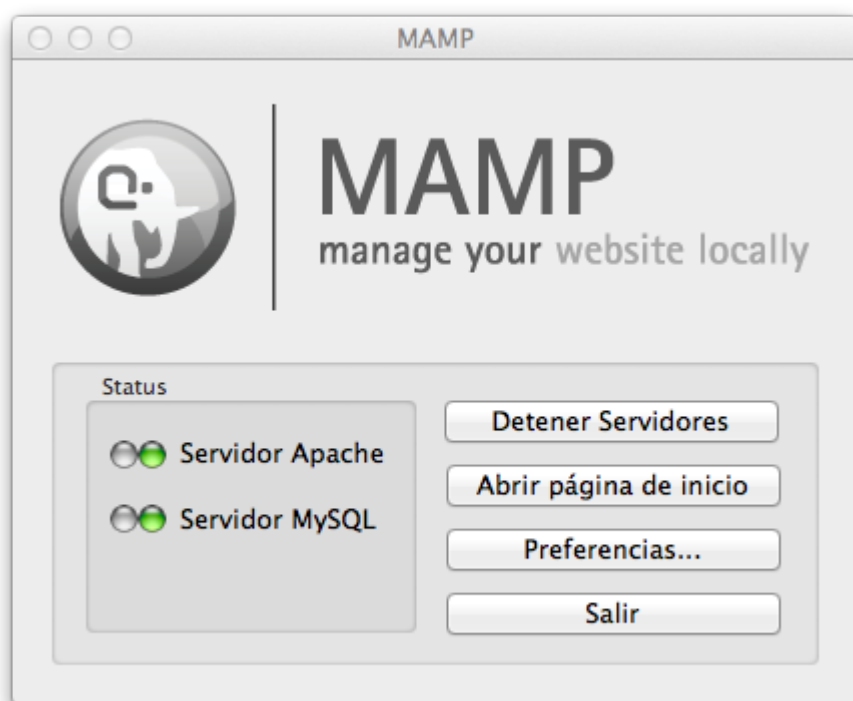 MAMP
MAMP
manage your website locally
Status
Servidor Apache
Servidor MySQL
Detener Servidores
Abrir página de inicio
Preferencias...
Salir